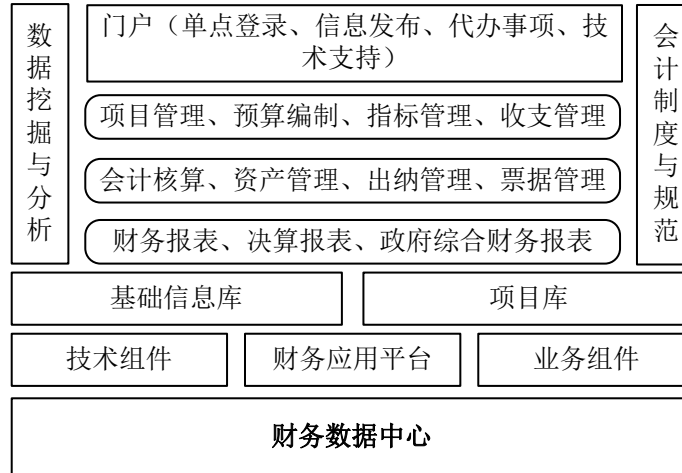 数据挖掘与分析
门户（单点登录、信息发布、代办事项、技
术支持）
项目管理、预算编制、指标管理、收支管理
会计核算、资产管理、出纳管理、票据管理
财务报表、决算报表、政府综合财务报表
会计制度与规范
基础信息库
项目库
技术组件
财务应用平台
业务组件
财务数据中心